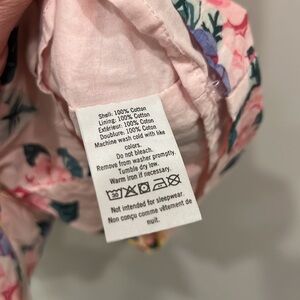 Shell: 100% Cotton
Lining: 100% Cotton
Extérieur: 100% Coton
Doublure: 100% Coton
Machine wash cold with like
colors.
Do not bleach.
Remove from washer promptly.
Tumble dry low.
Warm iron if necessary.
Not intended for sleepwear.
Non conçu comme vêtement de
nuit.